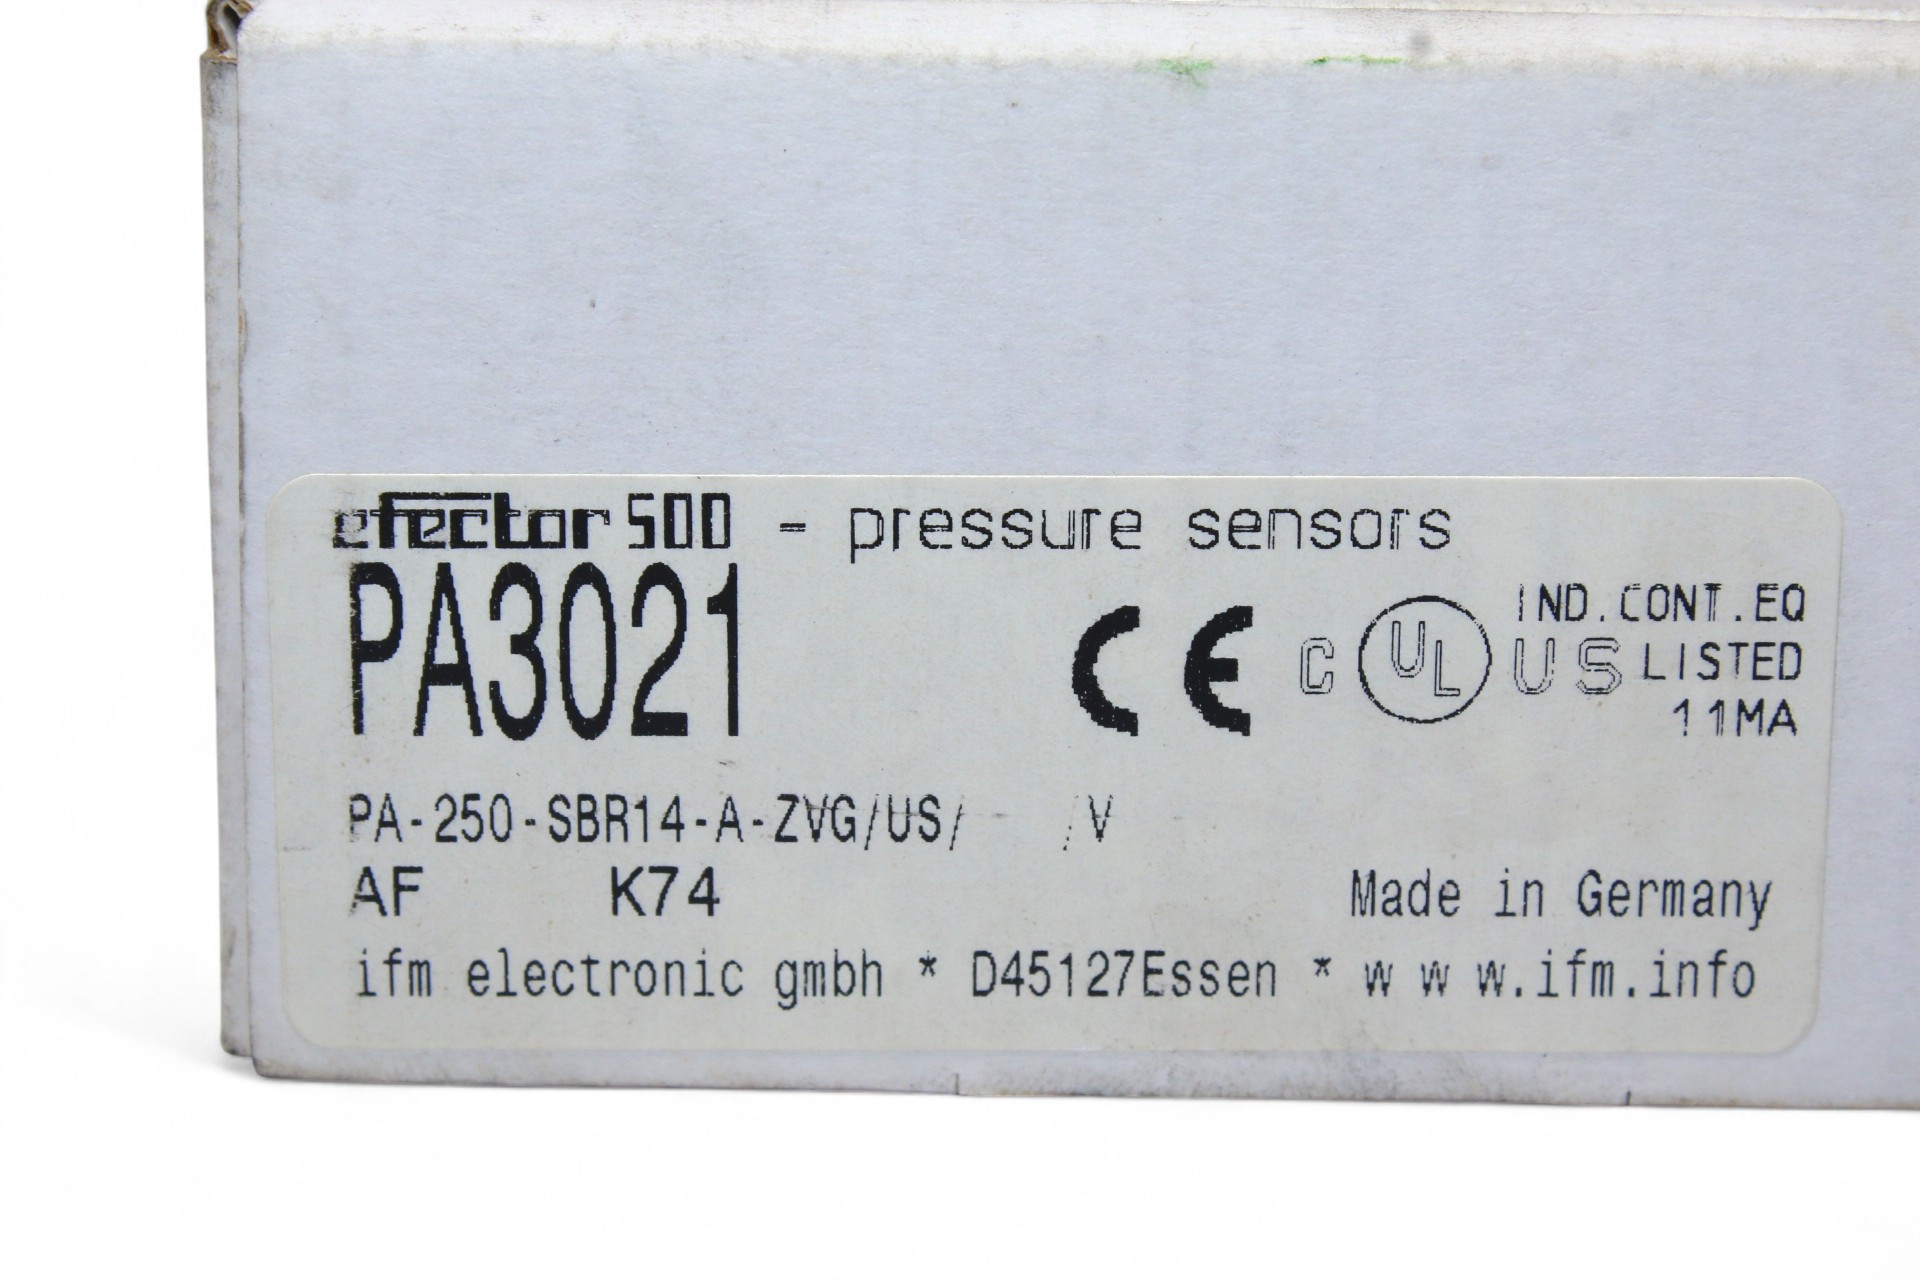 efector500 - pressure sensors
PA3021
CE C UL US IND.CONT.EQ
LISTED
11MA
PA-250-SBR14-A-ZVG/US/ /V
AF K74 Made in Germany
ifm electronic gmbh * D45127Essen * w w w.ifm.info